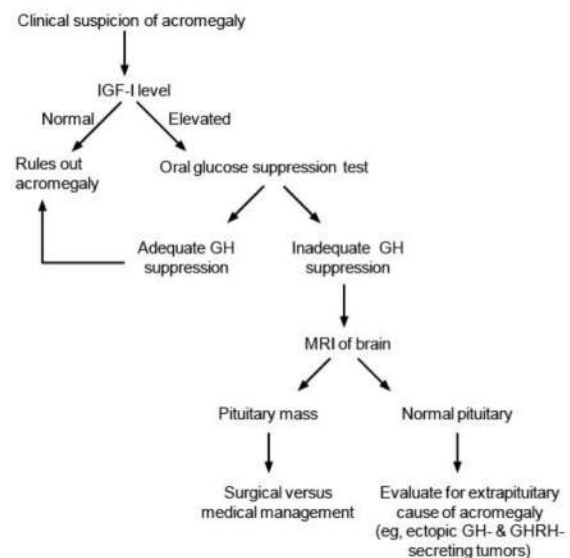 Clinical suspicion of acromegaly
IGF-I level
Normal
Elevated
Rules out
acromegaly
Oral glucose suppression test
Adequate GH
suppression
Inadequate GH
suppression
MRI of brain
Pituitary mass
Normal pituitary
Surgical versus
medical management
Evaluate for extrapituitary
cause of acromegaly
(eg, ectopic GH- & GHRH-
secreting tumors)